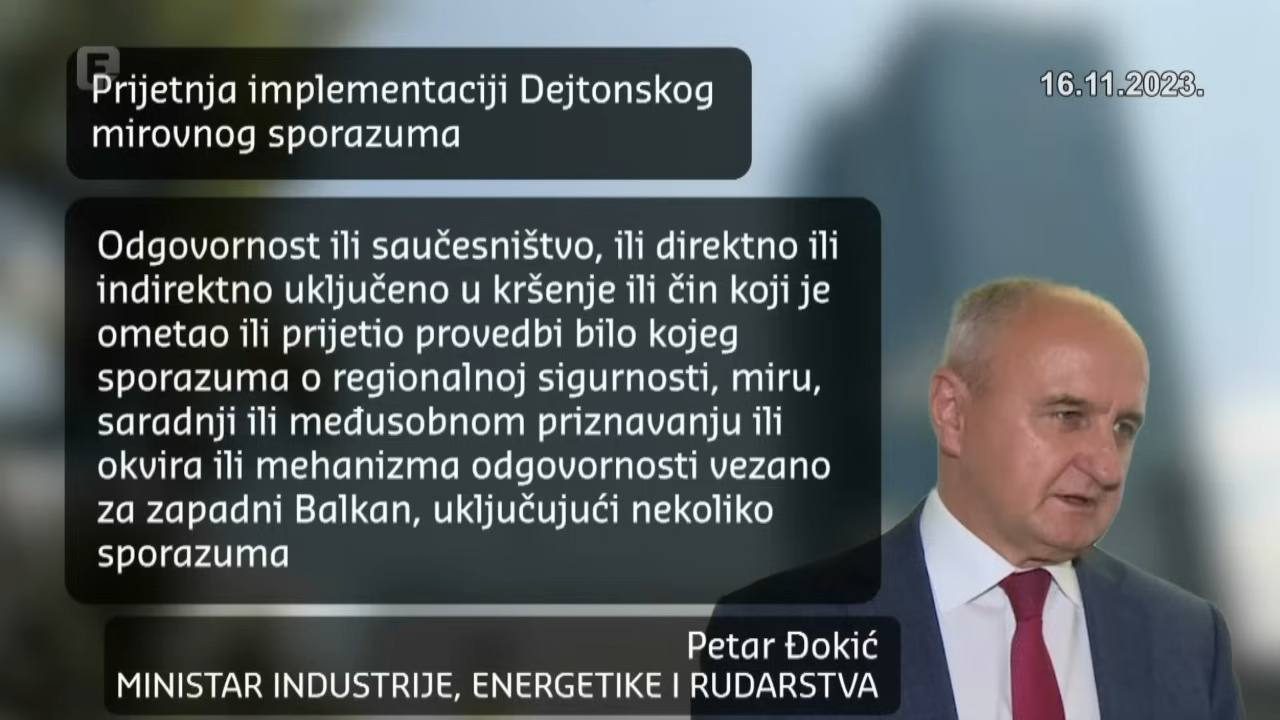 F
Prijetnja implementaciji Dejtonskog
mirovnog sporazuma
16.11.2023.
Odgovornost ili saučesništvo, ili direktno ili
indirektno uključeno u kršenje ili čin koji je
ometao ili prijetio provedbi bilo kojeg
sporazuma o regionalnoj sigurnosti, miru,
saradnji ili međusobnom priznavanju ili
okvira ili mehanizma odgovornosti vezano
za zapadni Balkan, uključujući nekoliko
sporazuma
Petar Đokić
MINISTAR INDUSTRIJE, ENERGETIKE I RUDARSTVA